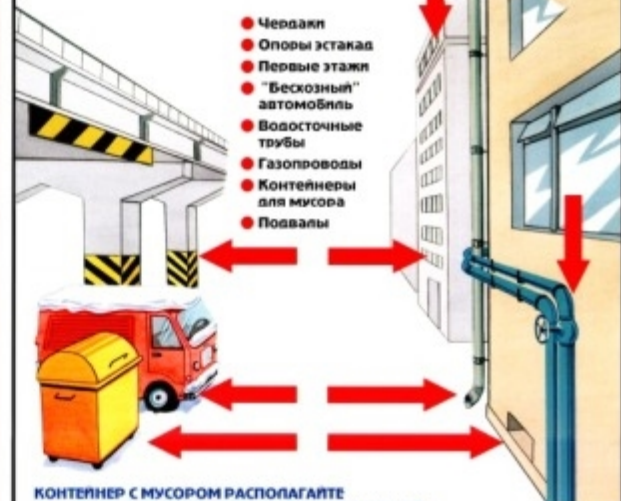 Чердаки
Опоры эстакад
Первые этажи
"Бесхозный"
автомобиль
Водосточные
трубы
Газопроводы
Контейнеры
для мусора
Подвалы
КОНТЕЙНЕР С МУСОРОМ РАСПОЛАГАЙТЕ